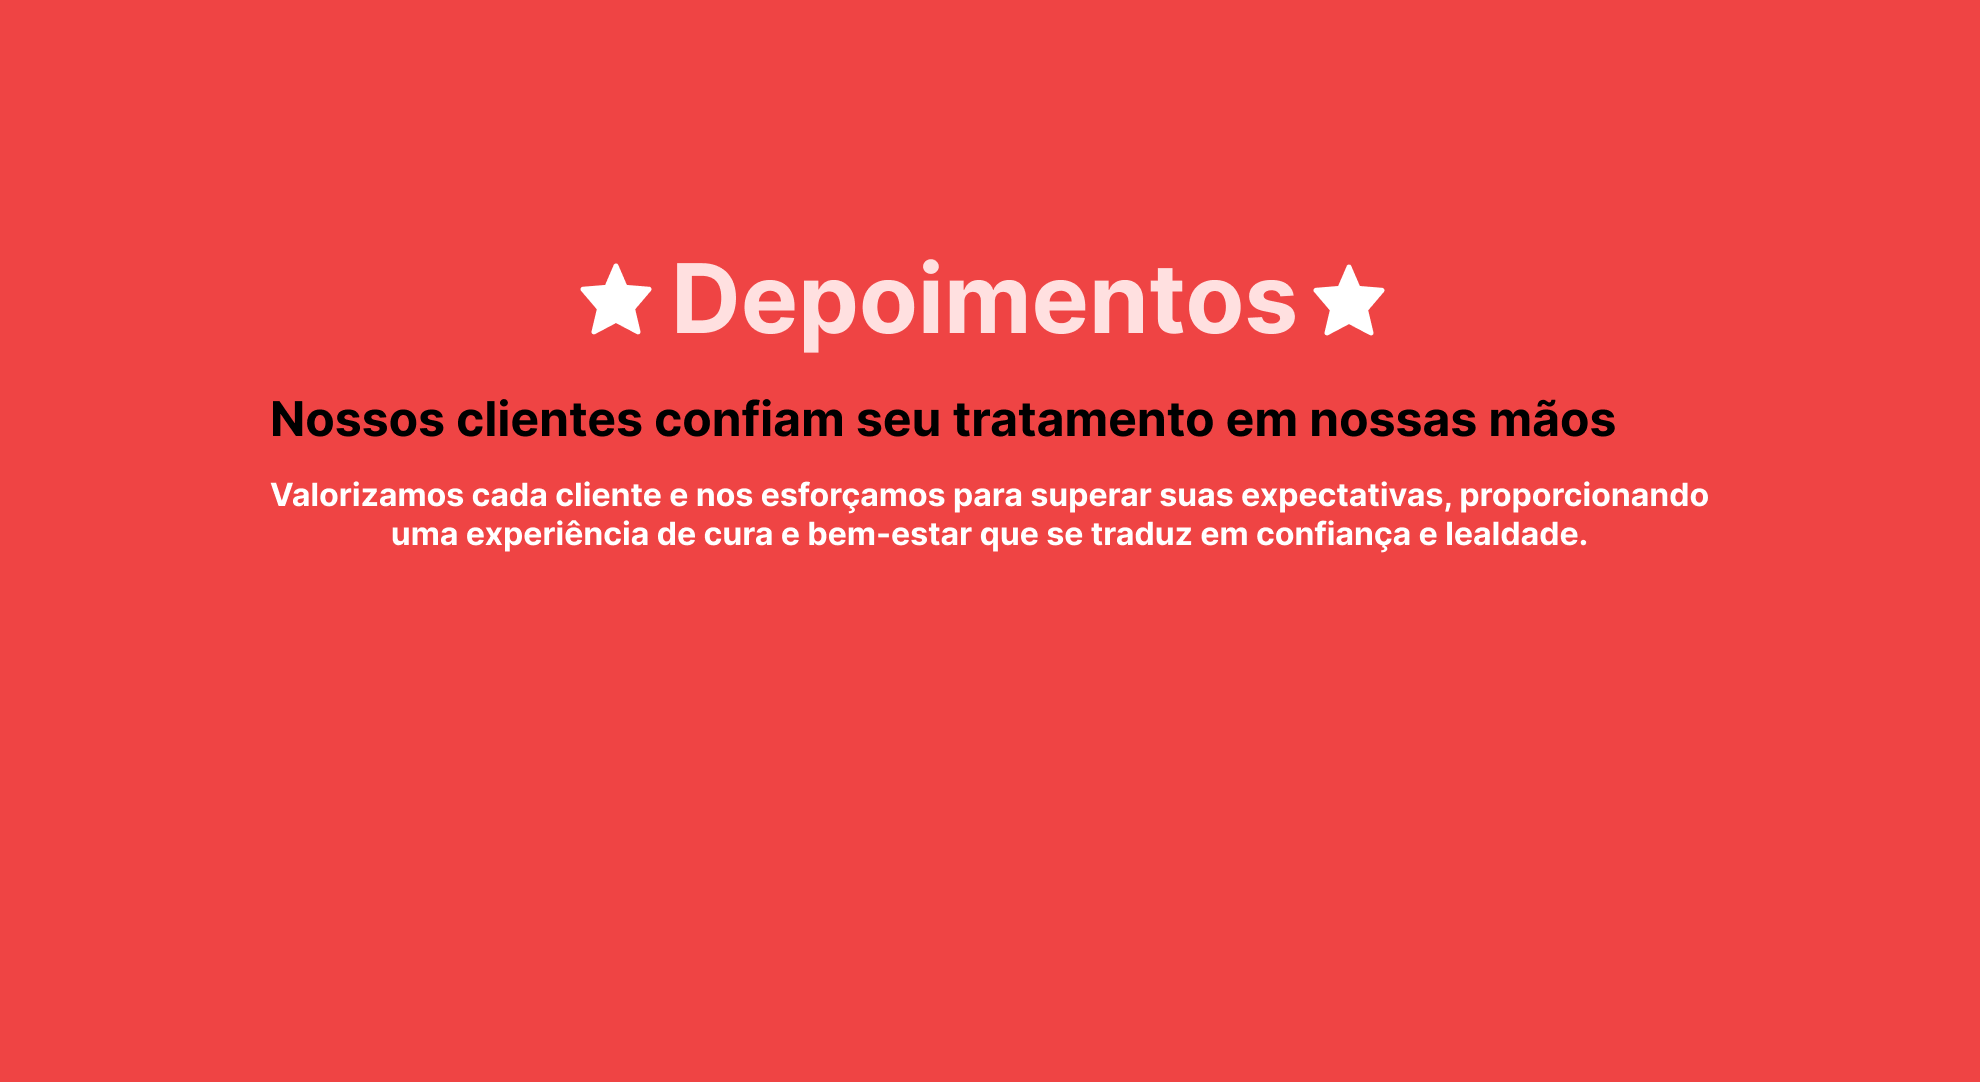 Depoimentos
Nossos clientes confiam seu tratamento em nossas mãos
Valorizamos cada cliente e nos esforçamos para superar suas expectativas, proporcionando
uma experiência de cura e bem-estar que se traduz em confiança e lealdade.